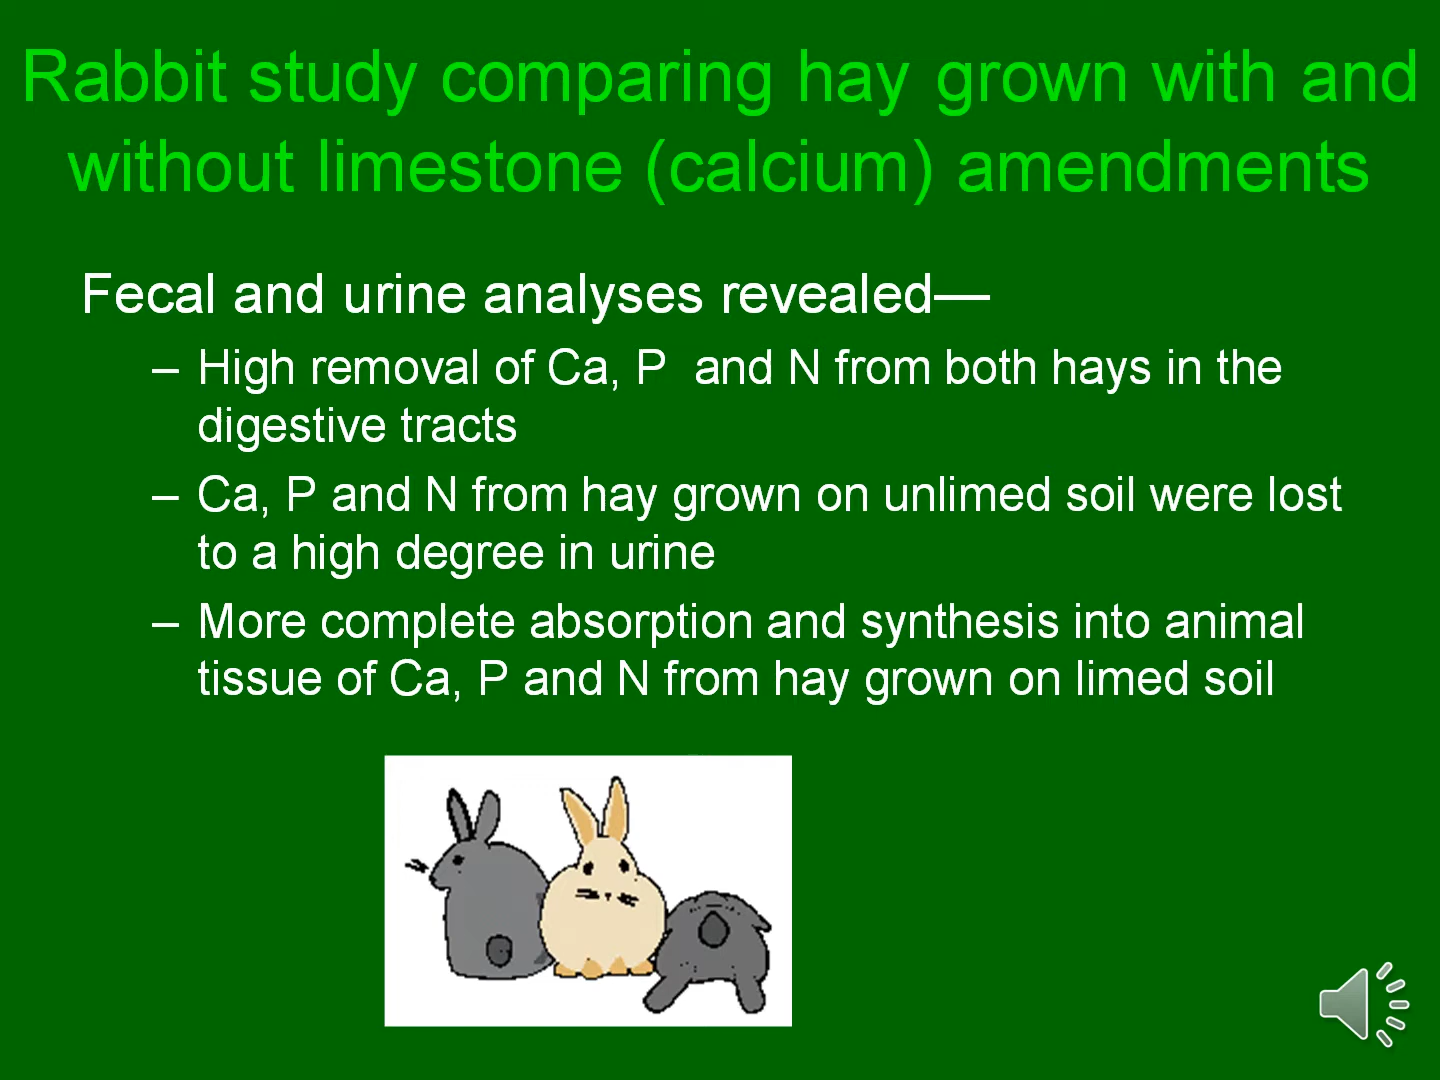 Rabbit study comparing hay grown with and
without limestone (calcium) amendments
Fecal and urine analyses revealed—
– High removal of Ca, P  and N from both hays in the
digestive tracts
– Ca, P and N from hay grown on unlimed soil were lost
to a high degree in urine
– More complete absorption and synthesis into animal
tissue of Ca, P and N from hay grown on limed soil